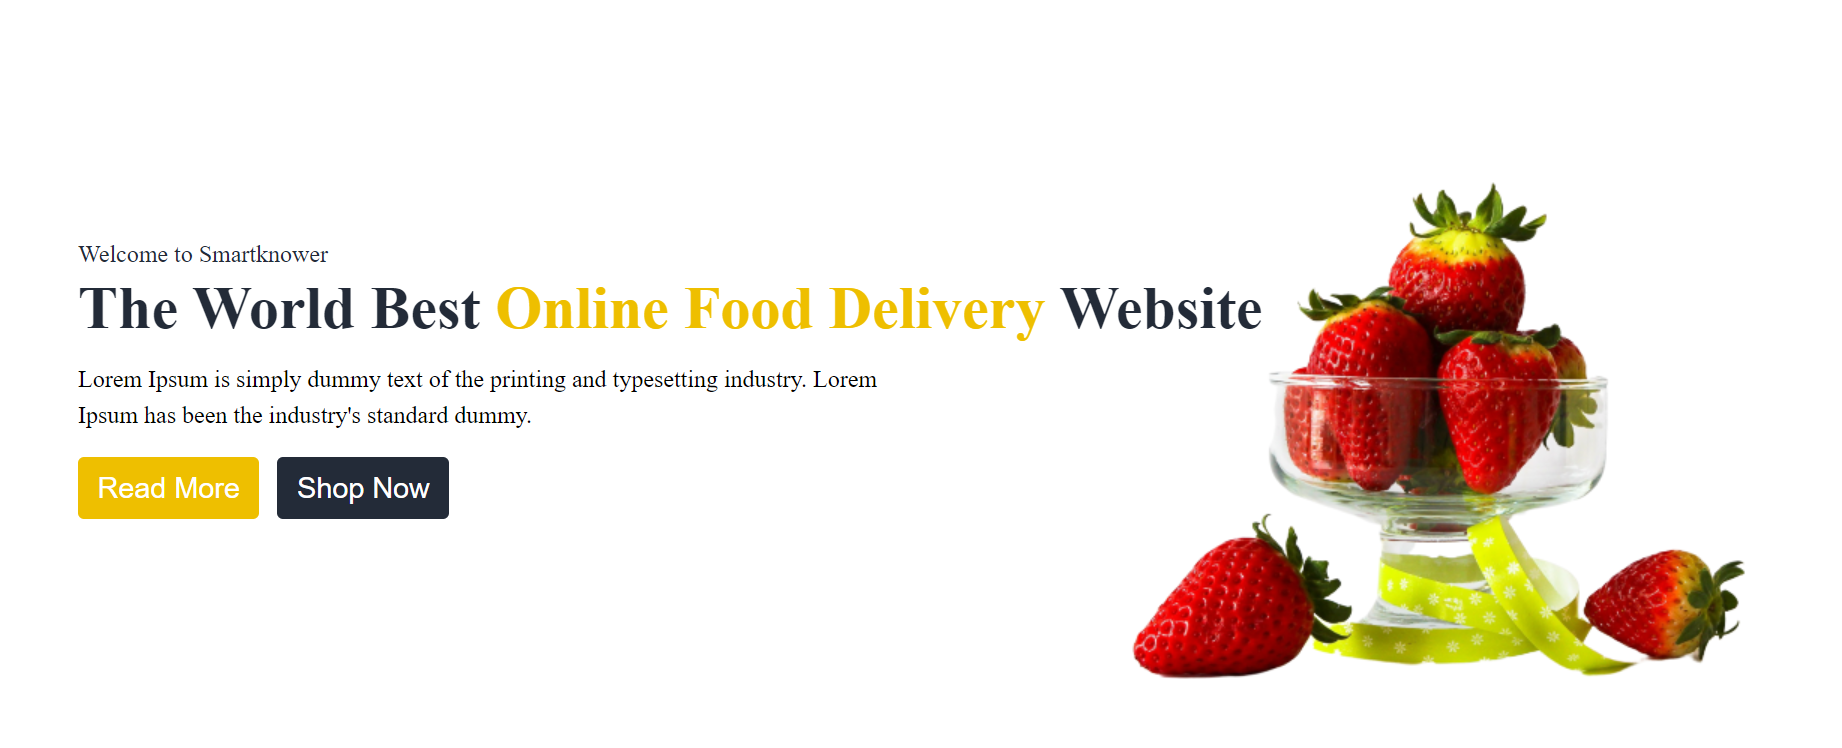 Welcome to Smartknower
The World Best Online Food Delivery Website
Lorem Ipsum is simply dummy text of the printing and typesetting industry. Lorem
Ipsum has been the industry's standard dummy.
Read More
Shop Now